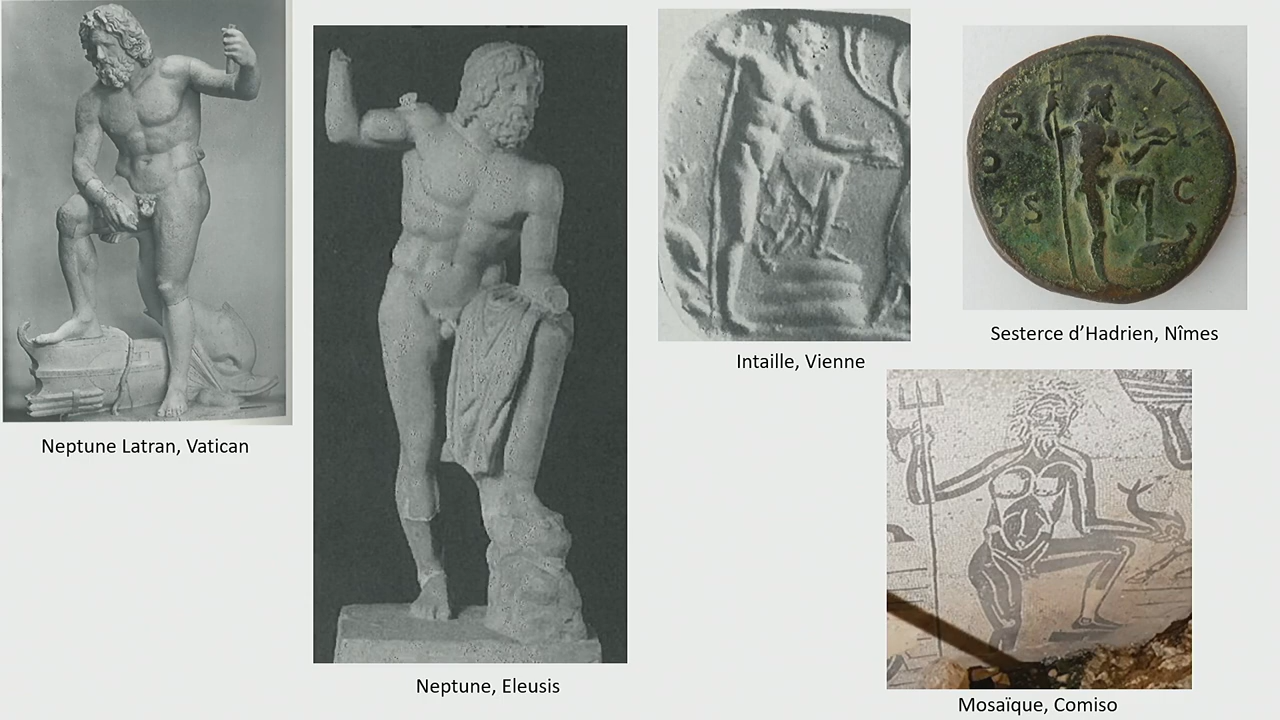 Neptune Latran, Vatican
Neptune, Eleusis
Intaille, Vienne
S
C
Sesterce d'Hadrien, Nîmes
Mosaïque, Comiso